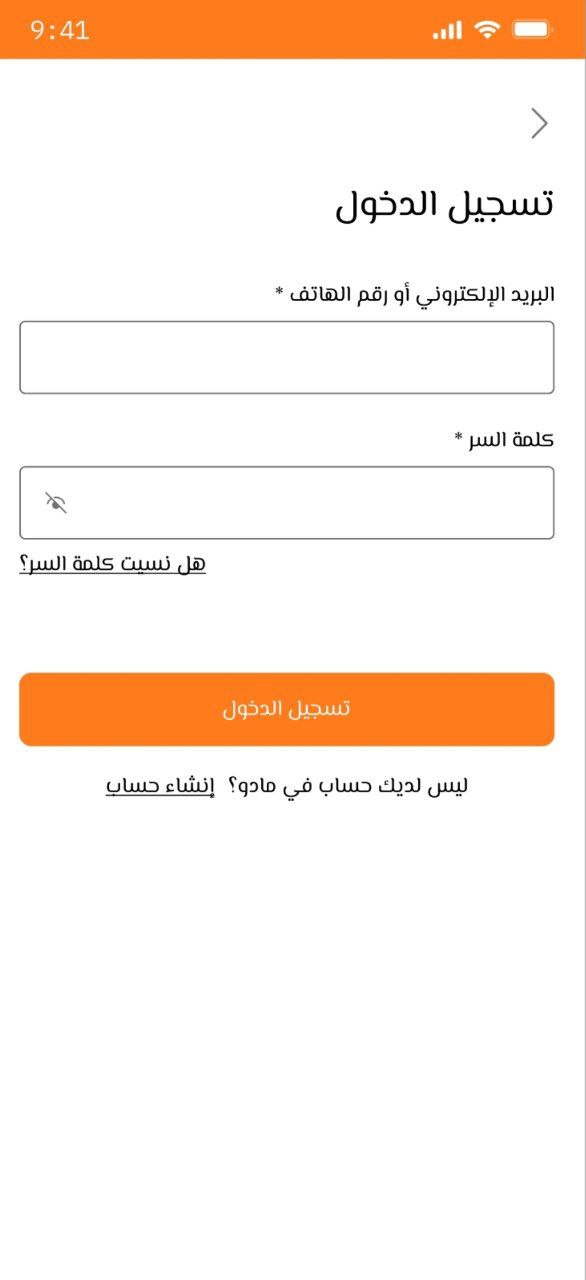 9:41
تسجيل الدخول
البريد الإلكتروني أو رقم الهاتف *
كلمة السر *
هل نسيت كلمة السر؟
تسجيل الدخول
ليس لديك حساب في مادو؟ إنشاء حساب